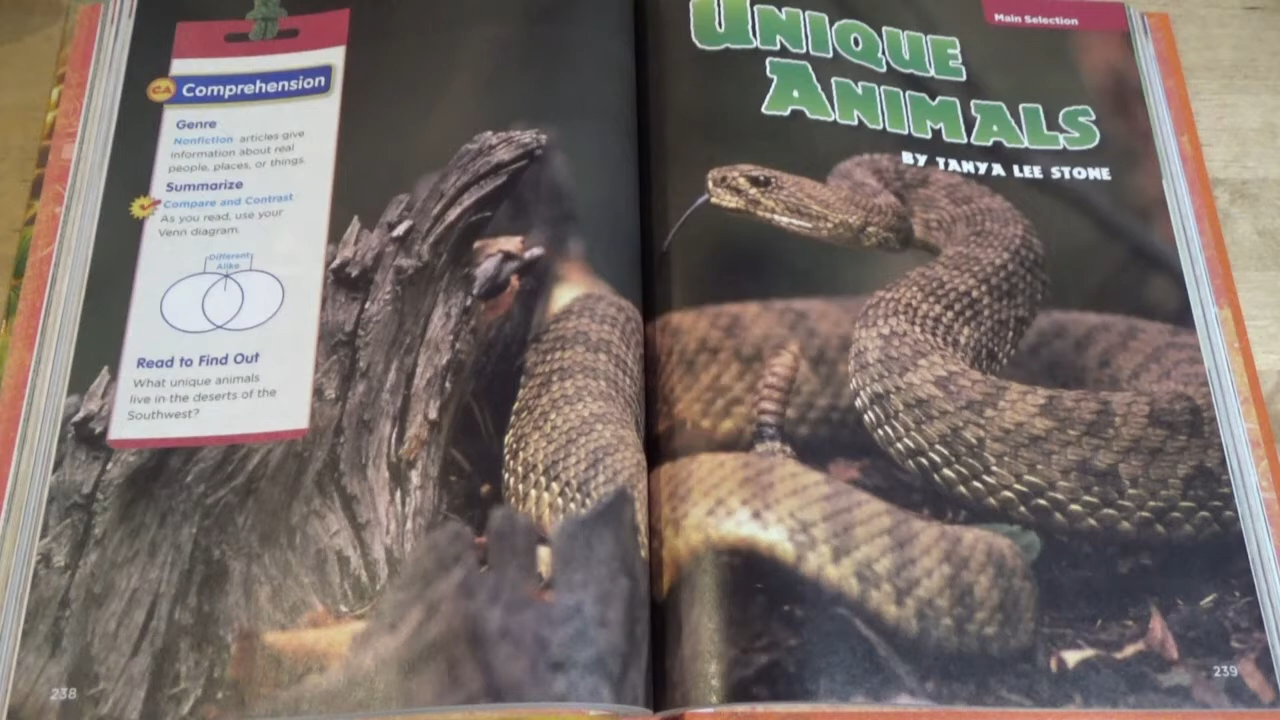 CA Comprehension
Genre
Nonfiction articles give
information about real
people, places, or things.
Summarize
Compare and Contrast
As you read, use your
Venn diagram.
Different
Alike
Read to Find Out
What unique animals
live in the deserts of the
Southwest?
238
Main Selection
UNIQUE
ANIMALS
BY TANYA LEE STONE
239